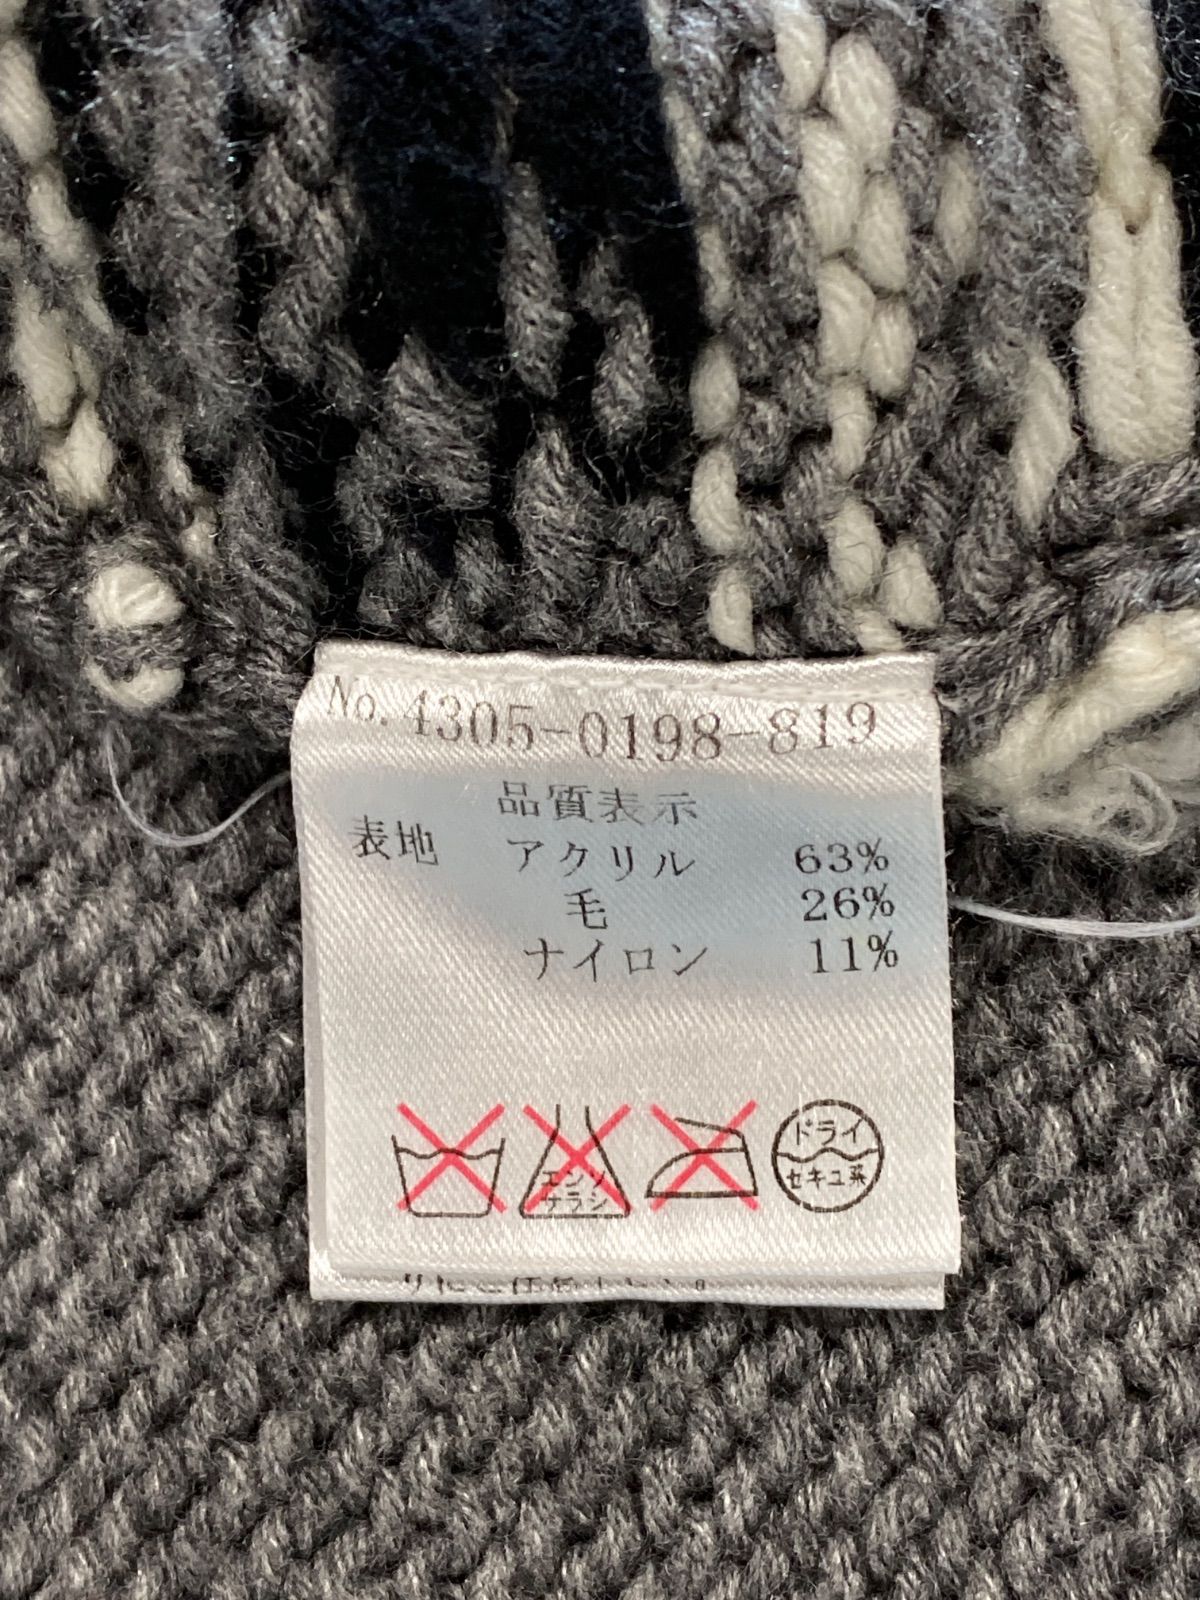 No.4305-0198-819
品質表示
表地 アクリル 63%
毛 26%
ナイロン 11%
エンソ
サラシ
ドライ
セキユ系